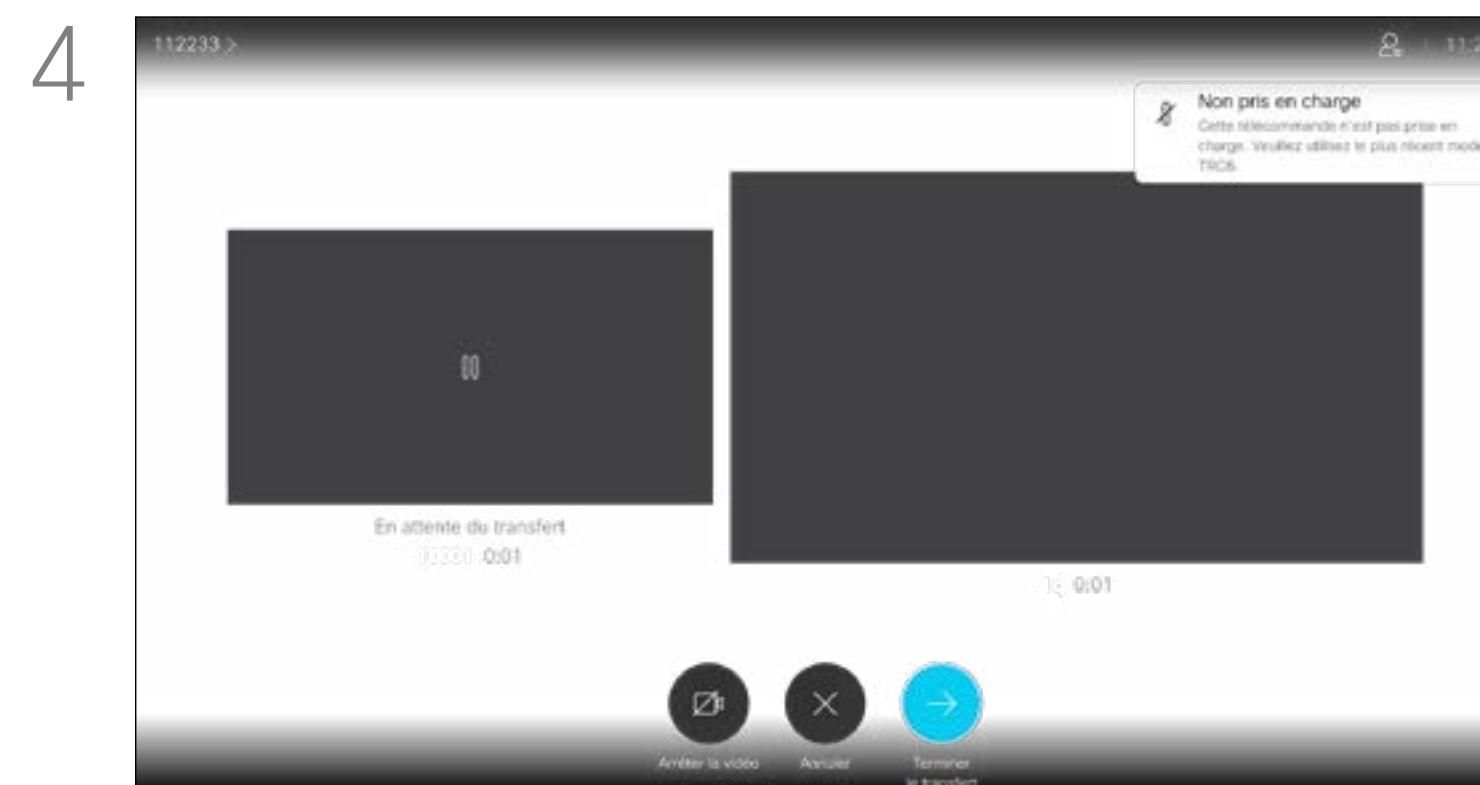 4
112233 >
Non pris en charge
Cette télécommande n'est pas prise en
charge. Veuillez utilisez le plus récent
TRC6.
En attente du transfert
0:01
0:01
Arrêter la vidéo
Annuler
Terminer
le transfert